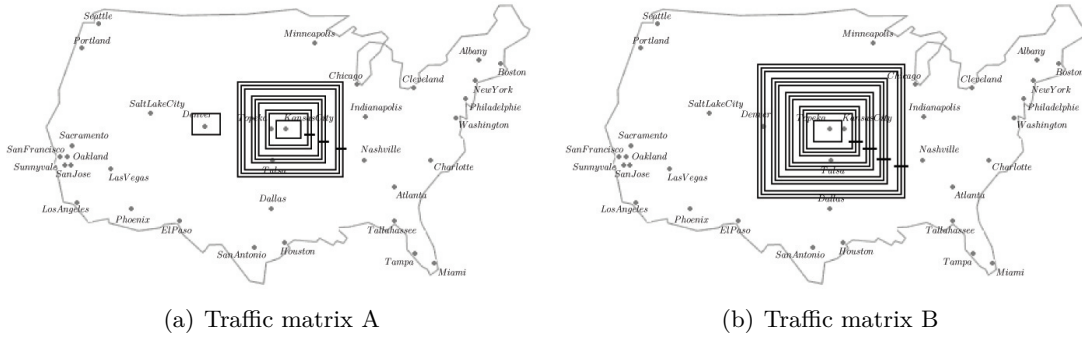 Seattle
Portland
Minneapolis
Albany
Boston
Chicago
Cleveland
NewYork
SaltLakeCity
Denver
Indianapolis
Philadelphie
Topeka
KansasCity
Washington
Sacramento
SanFrancisco
Oakland
Sunnyvale
SanJose
LasVegas
Tulsa
Nashville
Charlotte
LosAngeles
Phoenix
Dallas
Atlanta
ElPaso
Tallahassee
SanAntonio
Houston
Tampa
Miami
(a) Traffic matrix A
Seattle
Portland
Minneapolis
Albany
Boston
Chicago
Cleveland
NewYork
SaltLakeCity
Denver
Indianapolis
Philadelphie
Topeka
KansasCity
Washington
Sacramento
SanFrancisco
Oakland
Sunnyvale
SanJose
LasVegas
Tulsa
Nashville
Charlotte
LosAngeles
Phoenix
Dallas
Atlanta
ElPaso
Tallahassee
SanAntonio
Houston
Tampa
Miami
(b) Traffic matrix B